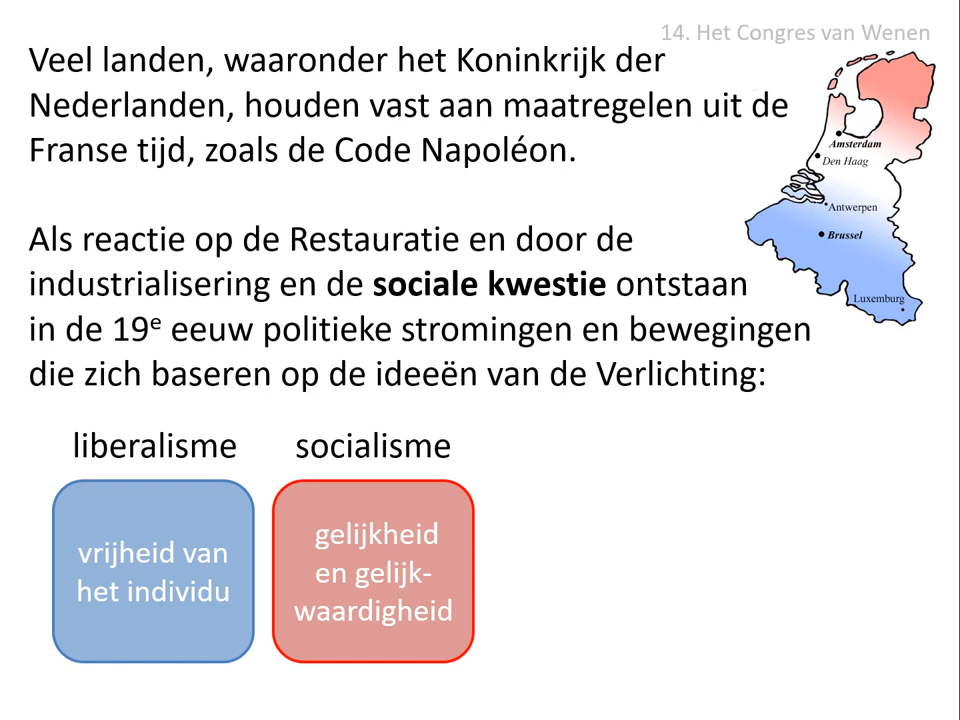 14. Het Congres van Wenen
Veel landen, waaronder het Koninkrijk der
Nederlanden, houden vast aan maatregelen uit de
Franse tijd, zoals de Code Napoléon.
Amsterdam
Den Haag
Antwerpen
Brussel
Luxemburg
Als reactie op de Restauratie en door de
industrialisering en de sociale kwestie ontstaan
in de 19e eeuw politieke stromingen en bewegingen
die zich baseren op de ideeën van de Verlichting:
liberalisme
vrijheid van
het individu
socialisme
gelijkheid
en gelijk-
waardigheid